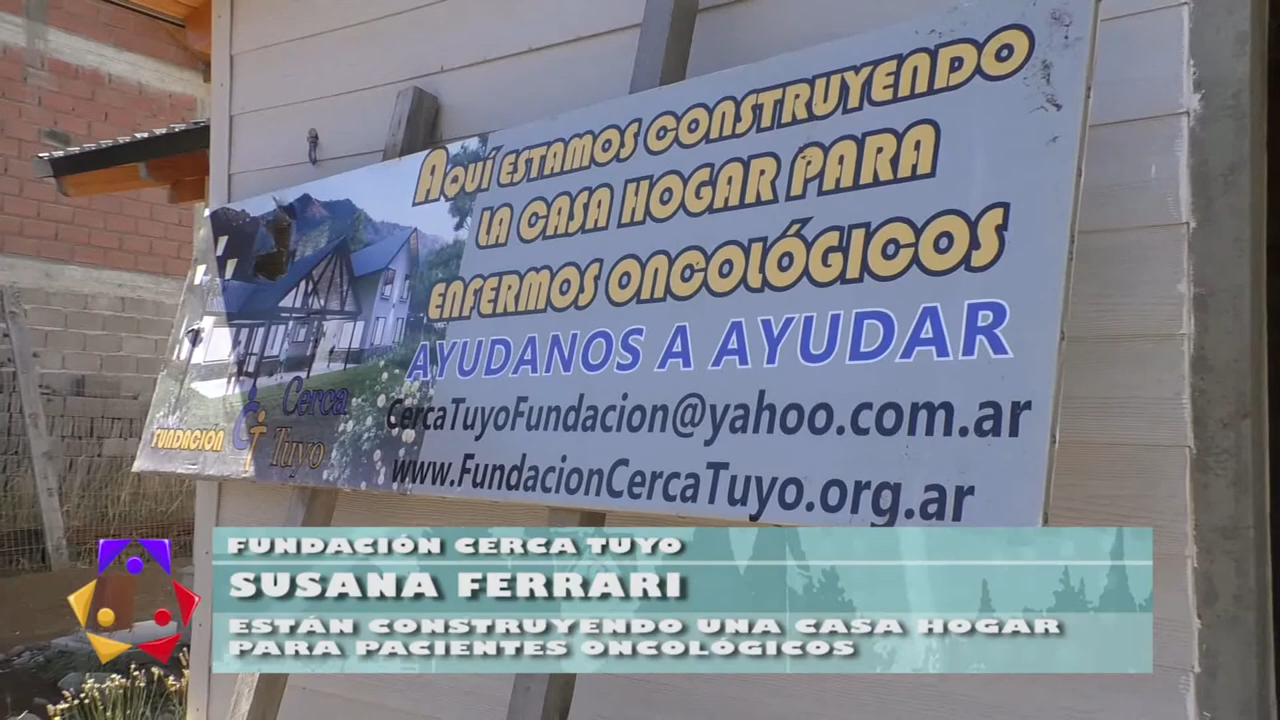 AQUÍ ESTAMOS CONSTRUYENDO
LA CASA HOGAR PARA
ENFERMOS ONCOLÓGICOS
AYUDANOS A AYUDAR
CercaTuyoFundacion@yahoo.com.ar
www.FundacionCercaTuyo.org.ar
FUNDACIÓN
CT
Cerca
Tuyo
FUNDACIÓN CERCA TUYO
SUSANA FERRARI
ESTÁN CONSTRUYENDO UNA CASA HOGAR
PARA PACIENTES ONCOLÓGICOS